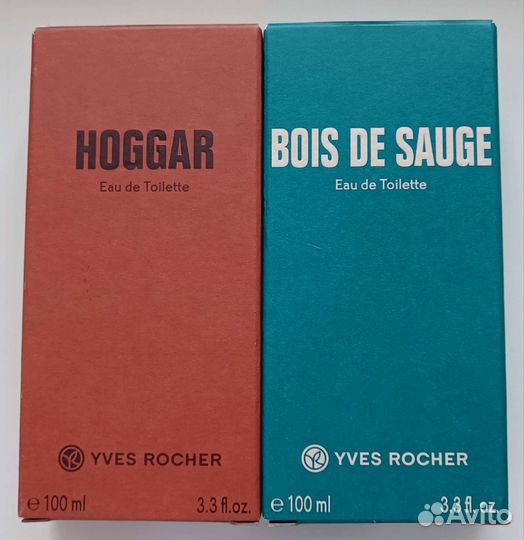 HOGGAR
Eau de Toilette
YVES ROCHER
e 100 ml 3.3 fl.oz.
BOIS DE SAUGE
Eau de Toilette
YVES ROCHER
e 100 ml 3.3 fl.oz.
Avito